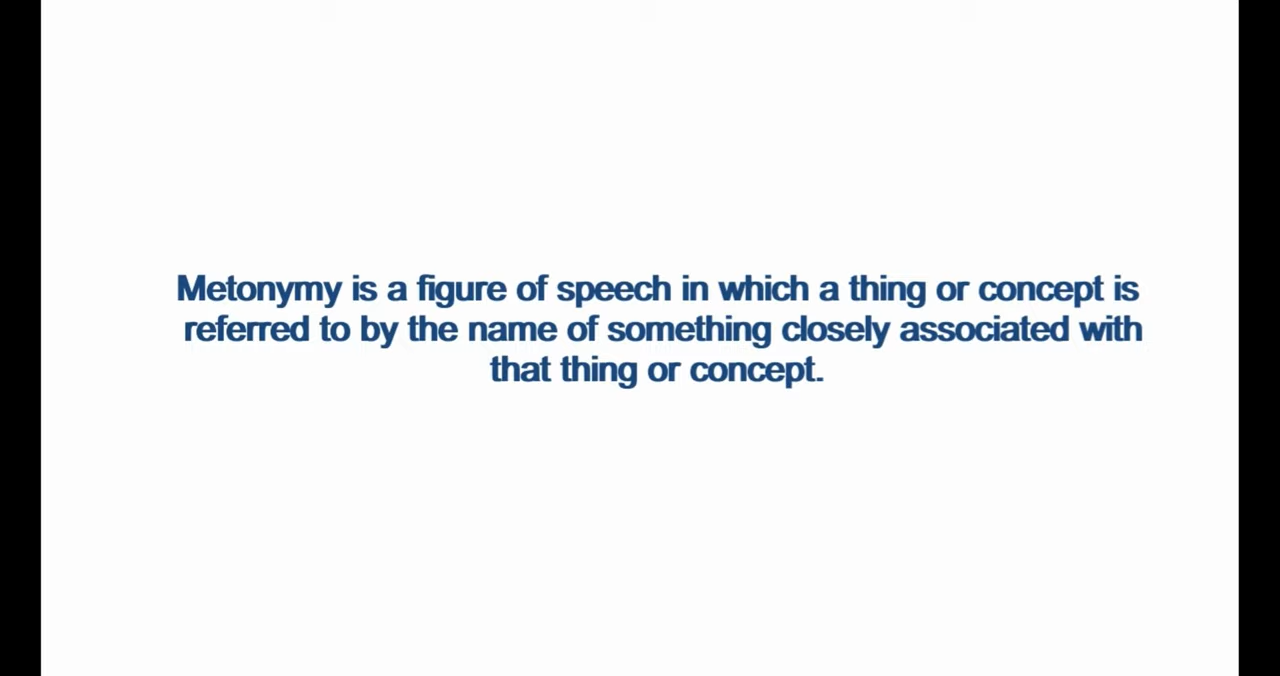 Metonymy is a figure of speech in which a thing or concept is
referred to by the name of something closely associated with
that thing or concept.